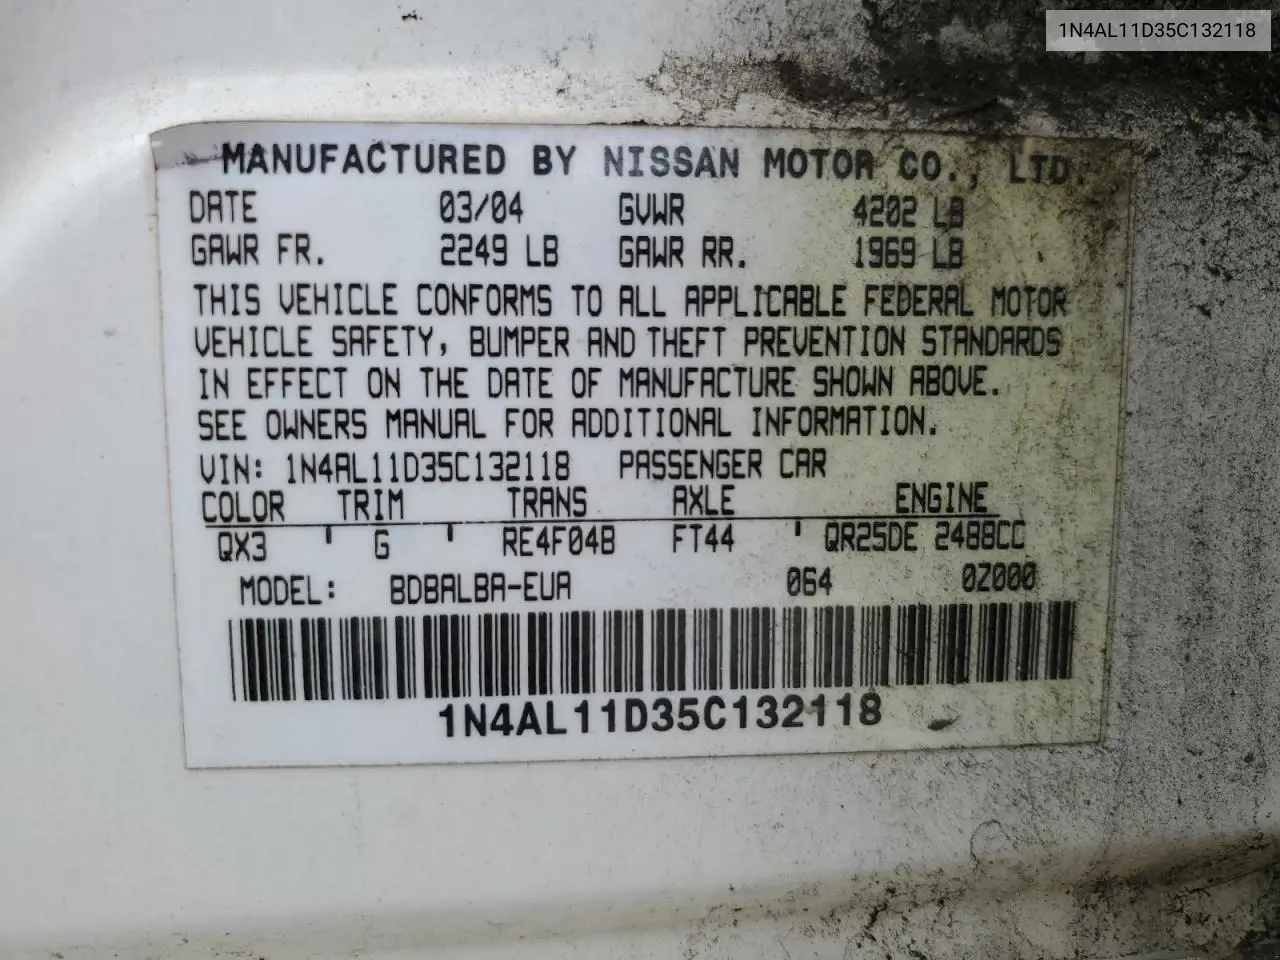 1N4AL11D35C132118
MANUFACTURED BY NISSAN MOTOR CO., LTD.
DATE 03/04 GVWR 4202 LB
GAWR FR. 2249 LB GAWR RR. 1969 LB
THIS VEHICLE CONFORMS TO ALL APPLICABLE FEDERAL MOTOR
VEHICLE SAFETY, BUMPER AND THEFT PREVENTION STANDARDS
IN EFFECT ON THE DATE OF MANUFACTURE SHOWN ABOVE.
SEE OWNERS MANUAL FOR ADDITIONAL INFORMATION.
VIN: 1N4AL11D35C132118 PASSENGER CAR
COLOR TRIM TRANS AXLE ENGINE
QX3 ' G ' RE4F04B FT44 ' QR25DE 2488CC
MODEL: BDBALBA-EUA 064 0Z000
1N4AL11D35C132118